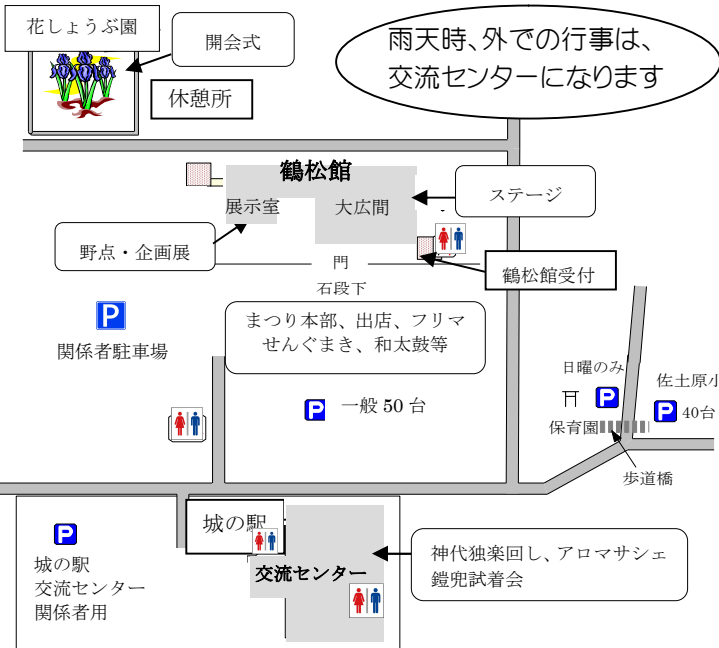 花しょうぶ園
開会式
雨天時、外での行事は、
交流センターになります
休憩所
鶴松館
展示室
大広間
ステージ
野点・企画展
門
鶴松館受付
石段下
まつり本部、出店、フリマ
せんぐまき、和太鼓等
P
関係者駐車場
P
一般 50 台
日曜のみ
P
保育園
佐土原小
P
40台
歩道橋
城の駅
交流センター
P
城の駅
交流センター
関係者用
神代独楽回し、アロマサシェ
鎧兜試着会